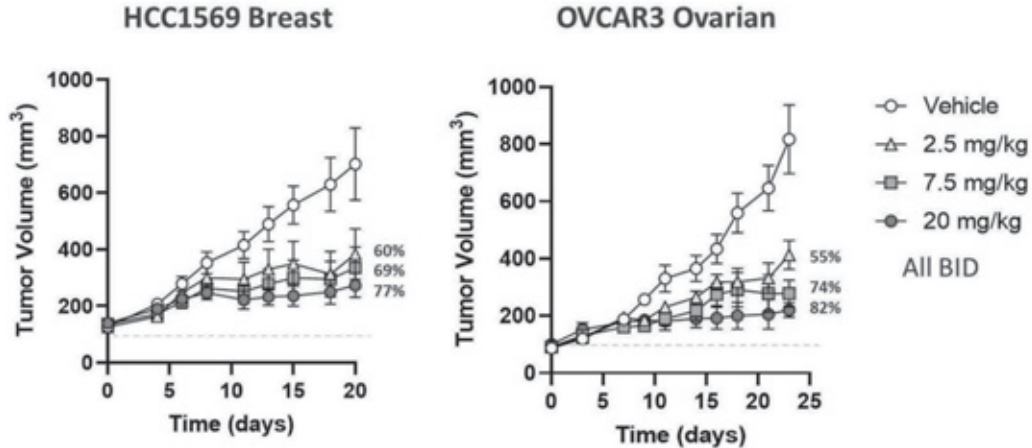 HCC1569 Breast
Tumor Volume (mm³)
1000
800
600
400
200
0
60%
69%
77%
0
5
10
15
20
Time (days)
OVCAR3 Ovarian
Tumor Volume (mm³)
1000
800
600
400
200
0
55%
74%
82%
0
5
10
15
20
25
Time (days)
Vehicle
2.5 mg/kg
7.5 mg/kg
20 mg/kg
All BID